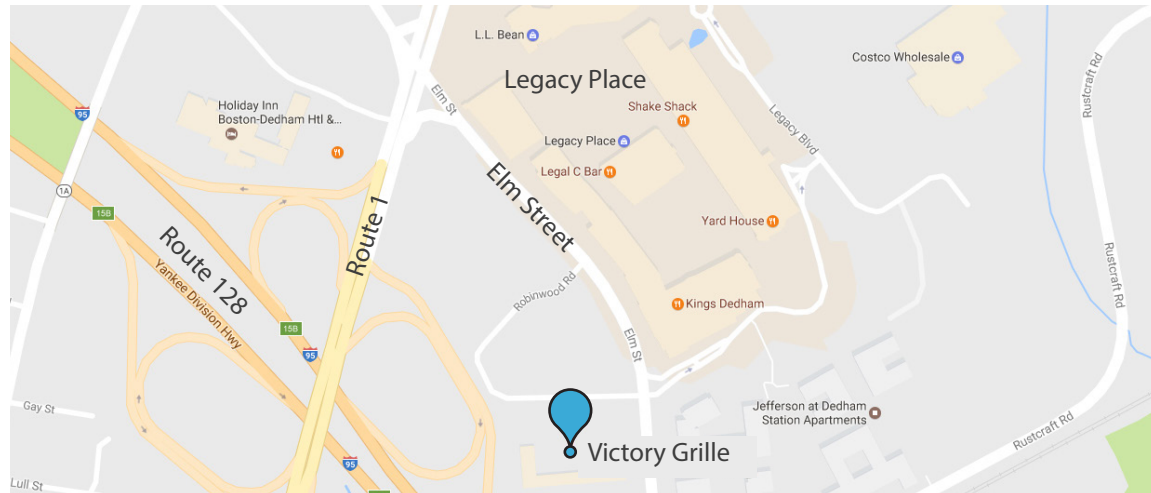 L.L. Bean
Legacy Place
Costco Wholesale
Rustcraft Rd
95
Holiday Inn
Boston-Dedham Htl &...
Elm St
Shake Shack
Legacy Blvd
Legacy Place
Legal C Bar
1A
15B
Elm Street
Route 1
Yard House
Route 128
Yankee Division Hwy
Robinwood Rd
Rustcraft Rd
Kings Dedham
15B
95
Elm St
Gay St
Jefferson at Dedham
Station Apartments
Rustcraft Rd
Victory Grille
95
15B
Lull St